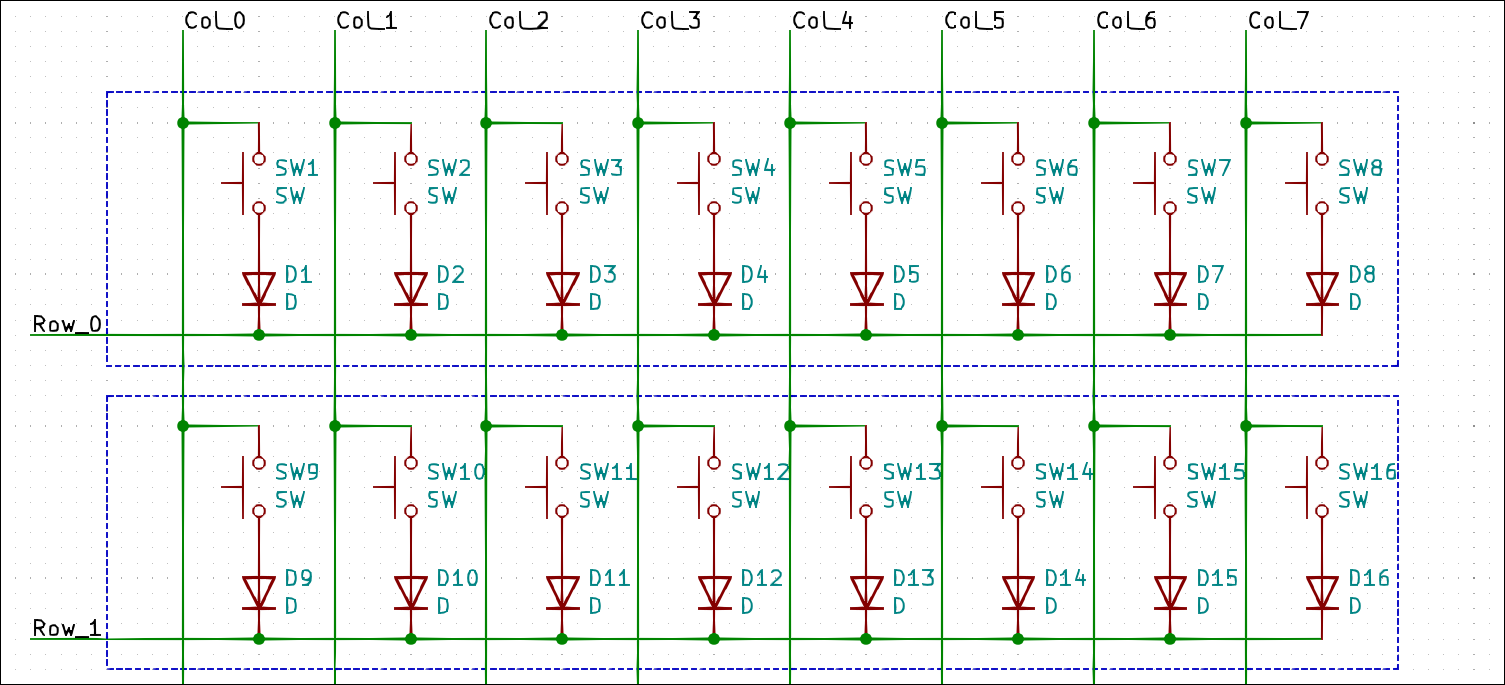 Col_0 Col_1 Col_2 Col_3 Col_4 Col_5 Col_6 Col_7
SW1 SW2 SW3 SW4 SW5 SW6 SW7 SW8
SW SW SW SW SW SW SW SW
D1 D2 D3 D4 D5 D6 D7 D8
D D D D D D D D
Row_0
SW9 SW10 SW11 SW12 SW13 SW14 SW15 SW16
SW SW SW SW SW SW SW SW
D9 D10 D11 D12 D13 D14 D15 D16
D D D D D D D D
Row_1